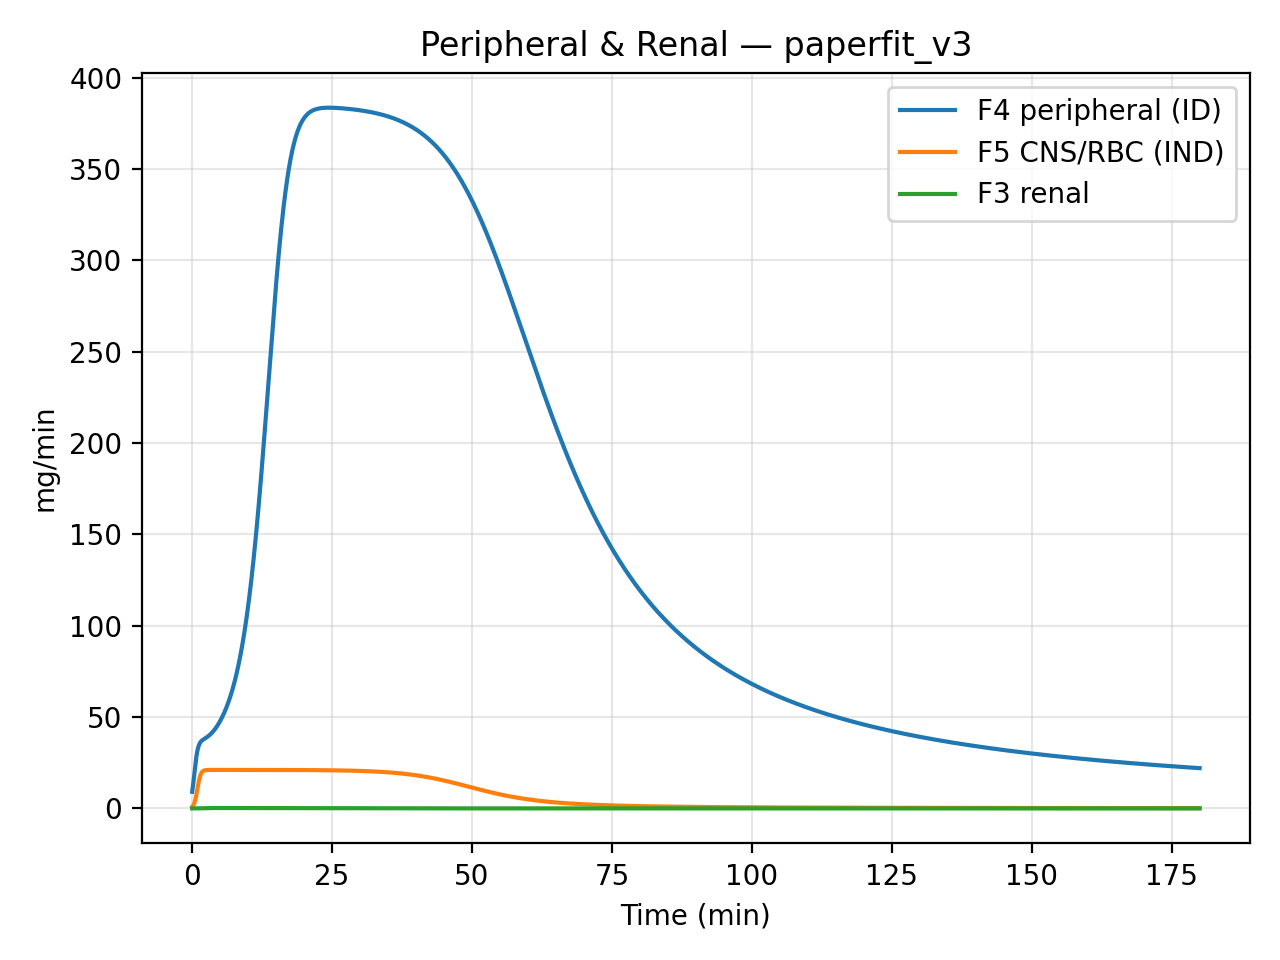 Peripheral & Renal — paperfit_v3
F4 peripheral (ID)
F5 CNS/RBC (IND)
F3 renal
mg/min
400
350
300
250
200
150
100
50
0
0 25 50 75 100 125 150 175
Time (min)